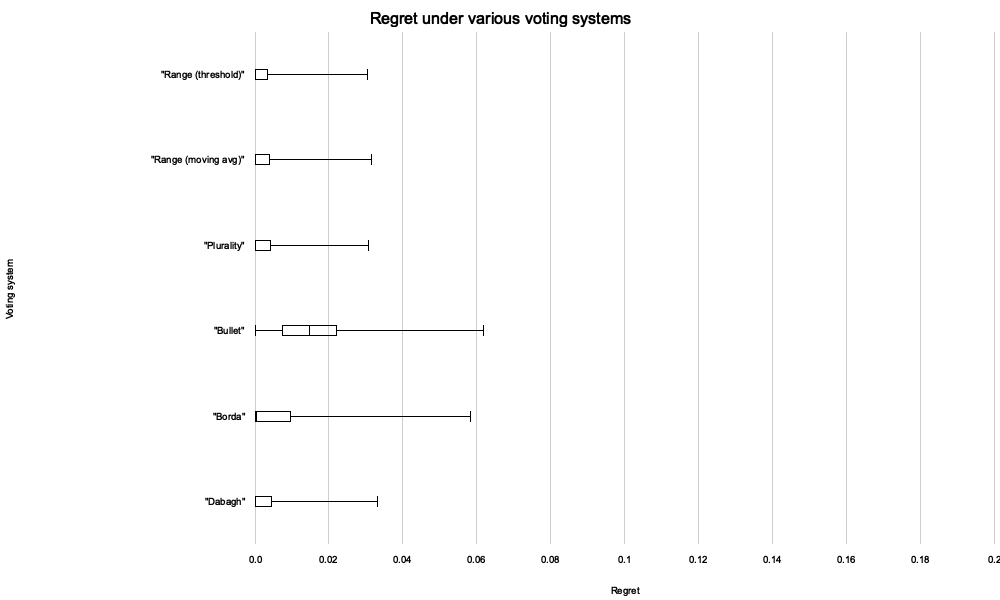 Regret under various voting systems
"Range (threshold)"
"Range (moving avg)"
"Plurality"
Voting system
"Bullet"
"Borda"
"Dabagh"
0.0 0.02 0.04 0.06 0.08 0.1 0.12 0.14 0.16 0.18 0.2
Regret